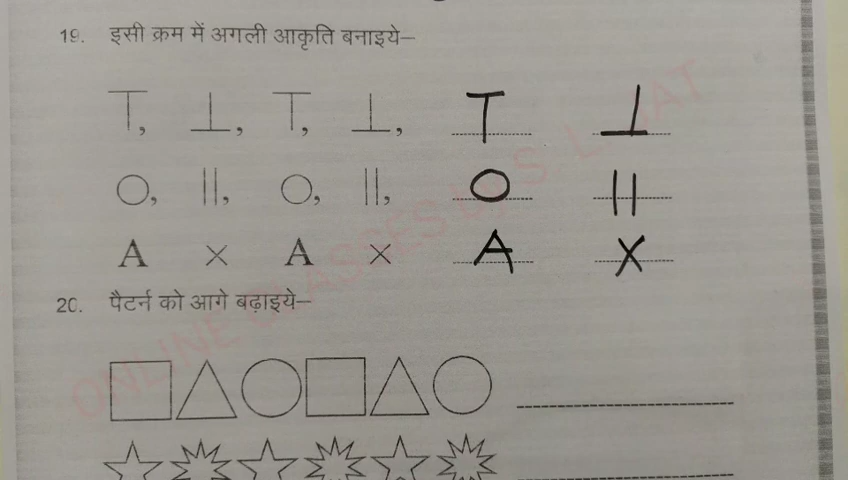 19. इसी क्रम में अगली आकृति बनाइये–
T, ⊥, T, ⊥, T ⊥
O, ||, O, ||, O ||
A × A × A X
20. पैटर्न को आगे बढ़ाइये–